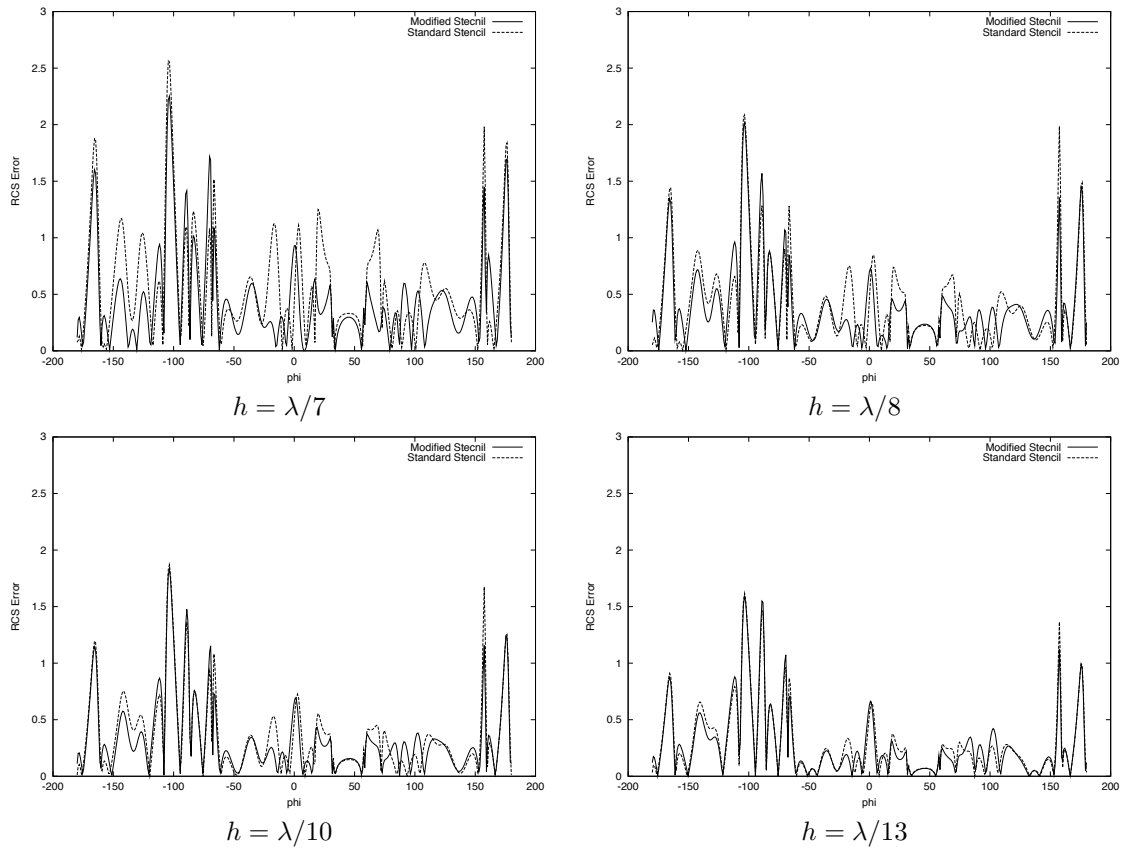 3
2.5
2
1.5
1
0.5
0
RCS Error
-200 -150 -100 -50 0 50 100 150 200
phi
Modified Stecnil
Standard Stencil
h = λ/7
3
2.5
2
1.5
1
0.5
0
RCS Error
-200 -150 -100 -50 0 50 100 150 200
phi
Modified Stecnil
Standard Stencil
h = λ/8
3
2.5
2
1.5
1
0.5
0
RCS Error
-200 -150 -100 -50 0 50 100 150 200
phi
Modified Stecnil
Standard Stencil
h = λ/10
3
2.5
2
1.5
1
0.5
0
RCS Error
-200 -150 -100 -50 0 50 100 150 200
phi
Modified Stecnil
Standard Stencil
h = λ/13